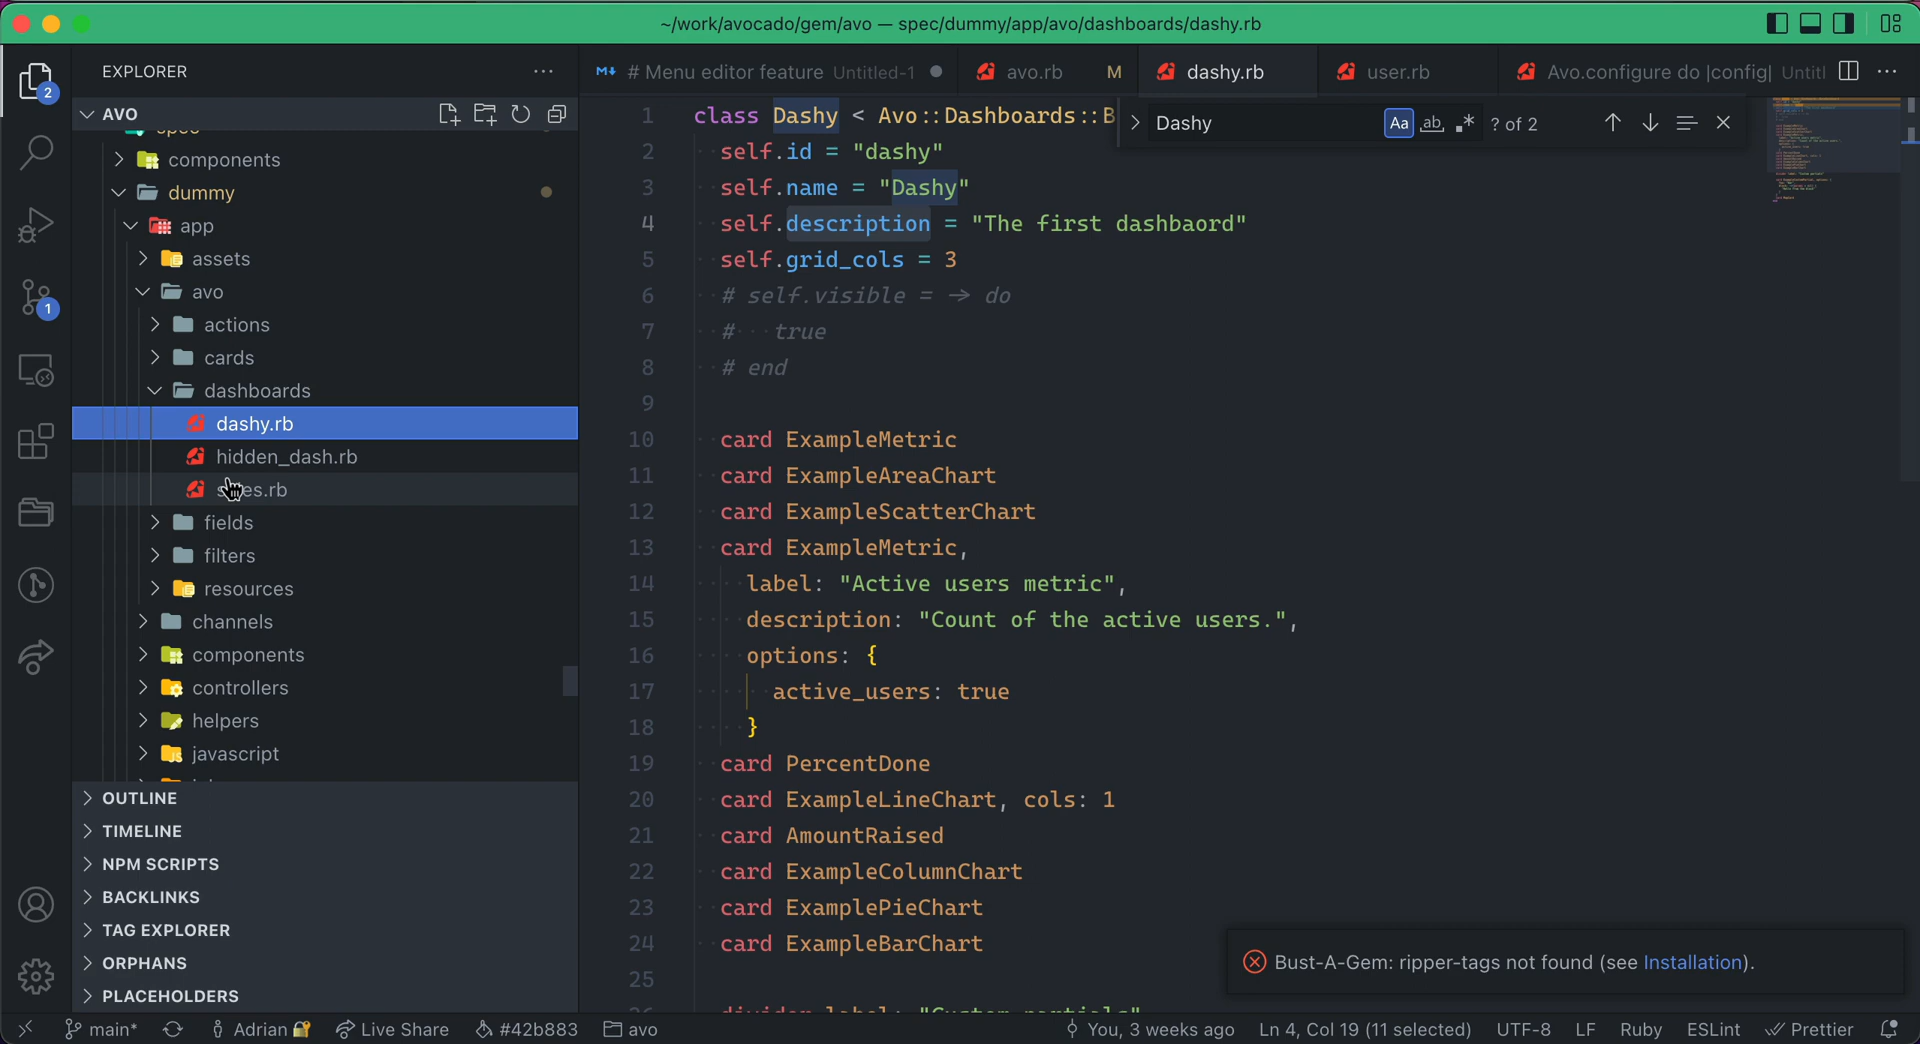 ~/work/avocado/gem/avo — spec/dummy/app/avo/dashboards/dashy.rb
EXPLORER
2
# Menu editor feature Untitled-1
avo.rb M
dashy.rb
user.rb
Avo.configure do |config| Untitl
AVO
Dashy
Aa
ab
? of 2
spec
components
dummy
app
assets
avo
actions
cards
dashboards
dashy.rb
hidden_dash.rb
es.rb
fields
filters
resources
channels
components
controllers
helpers
javascript
1
OUTLINE
TIMELINE
NPM SCRIPTS
BACKLINKS
TAG EXPLORER
ORPHANS
PLACEHOLDERS
1 class Dashy < Avo::Dashboards::B
2 self.id = "dashy"
3 self.name = "Dashy"
4 self.description = "The first dashbaord"
5 self.grid_cols = 3
6 # self.visible = -> do
7 # true
8 # end
9
10 card ExampleMetric
11 card ExampleAreaChart
12 card ExampleScatterChart
13 card ExampleMetric,
14 label: "Active users metric",
15 description: "Count of the active users.",
16 options: {
17 active_users: true
18 }
19 card PercentDone
20 card ExampleLineChart, cols: 1
21 card AmountRaised
22 card ExampleColumnChart
23 card ExamplePieChart
24 card ExampleBarChart
25
26 divider label: "Custom partials"
Bust-A-Gem: ripper-tags not found (see Installation).
main* Adrian Live Share #42b883 avo You, 3 weeks ago Ln 4, Col 19 (11 selected) UTF-8 LF Ruby ESLint Prettier